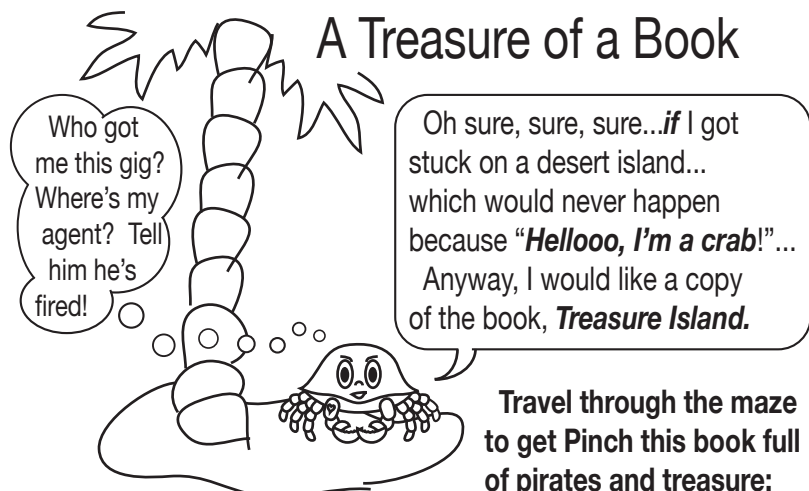 A Treasure of a Book
Who got
me this gig?
Where's my
agent? Tell
him he's
fired!
Oh sure, sure, sure...if I got
stuck on a desert island...
which would never happen
because “Hellooo, I'm a crab!”...
Anyway, I would like a copy
of the book, Treasure Island.
Travel through the maze
to get Pinch this book full
of pirates and treasure: